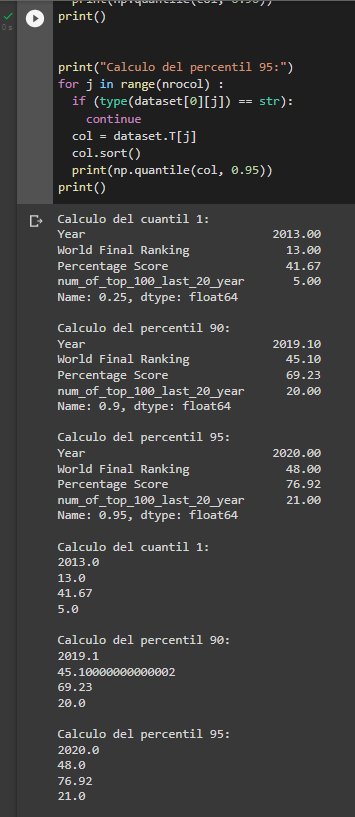 print(np.quantile(col, 0.90))
print()
print("Calculo del percentil 95:")
for j in range(nrocol) :
if (type(dataset[0][j]) == str):
continue
col = dataset.T[j]
col.sort()
print(np.quantile(col, 0.95))
print()
Calculo del cuantil 1:
Year 2013.00
World Final Ranking 13.00
Percentage Score 41.67
num_of_top_100_last_20_year 5.00
Name: 0.25, dtype: float64
Calculo del percentil 90:
Year 2019.10
World Final Ranking 45.10
Percentage Score 69.23
num_of_top_100_last_20_year 20.00
Name: 0.9, dtype: float64
Calculo del percentil 95:
Year 2020.00
World Final Ranking 48.00
Percentage Score 76.92
num_of_top_100_last_20_year 21.00
Name: 0.95, dtype: float64
Calculo del cuantil 1:
2013.0
13.0
41.67
5.0
Calculo del percentil 90:
2019.1
45.10000000000002
69.23
20.0
Calculo del percentil 95:
2020.0
48.0
76.92
21.0